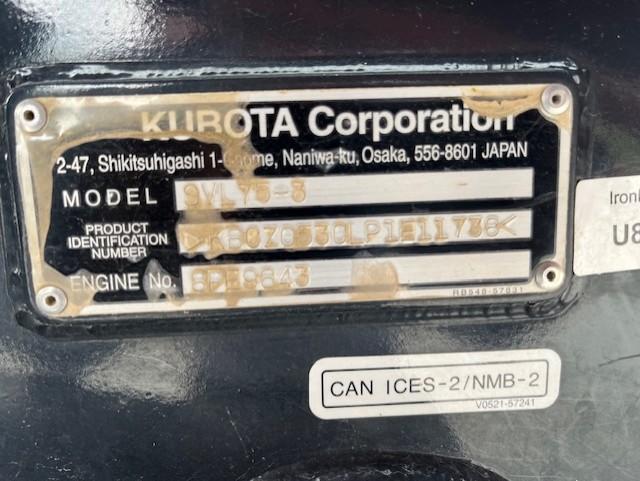 KUBOTA Corporation
2-47, Shikitsuhigashi 1-Chome, Naniwa-ku, Osaka, 556-8601 JAPAN
MODEL SVL75-3
PRODUCT
IDENTIFICATION
NUMBER
ENGINE No.
RB548-57831
Iron
U8
CAN ICES-2/NMB-2
V0521-57241